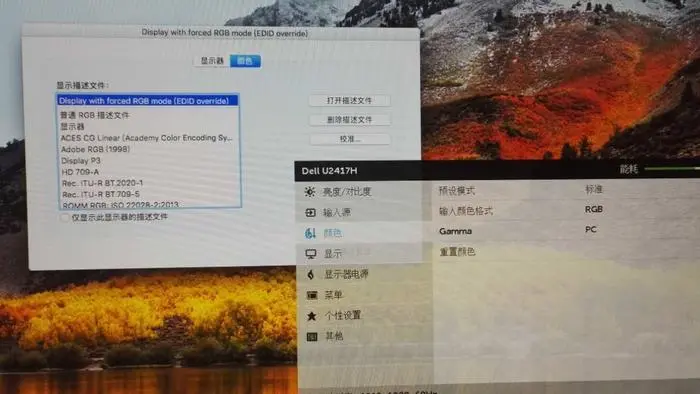 Display with forced RGB mode (EDID override)
显示器 颜色
显示描述文件:
Display with forced RGB mode (EDID override)
普通 RGB 描述文件
显示器
ACES CG Linear (Academy Color Encoding Sy...
Adobe RGB (1998)
Display P3
HD 709-A
Rec. ITU-R BT.2020-1
Rec. ITU-R BT.709-5
ROMM RGB: ISO 22028-2:2013
仅显示此显示器的描述文件
打开描述文件
删除描述文件
校准...
Dell U2417H
能耗
亮度/对比度
输入源
颜色
显示
显示器电源
菜单
个性设置
其他
预设模式 标准
输入颜色格式 RGB
Gamma PC
重置颜色